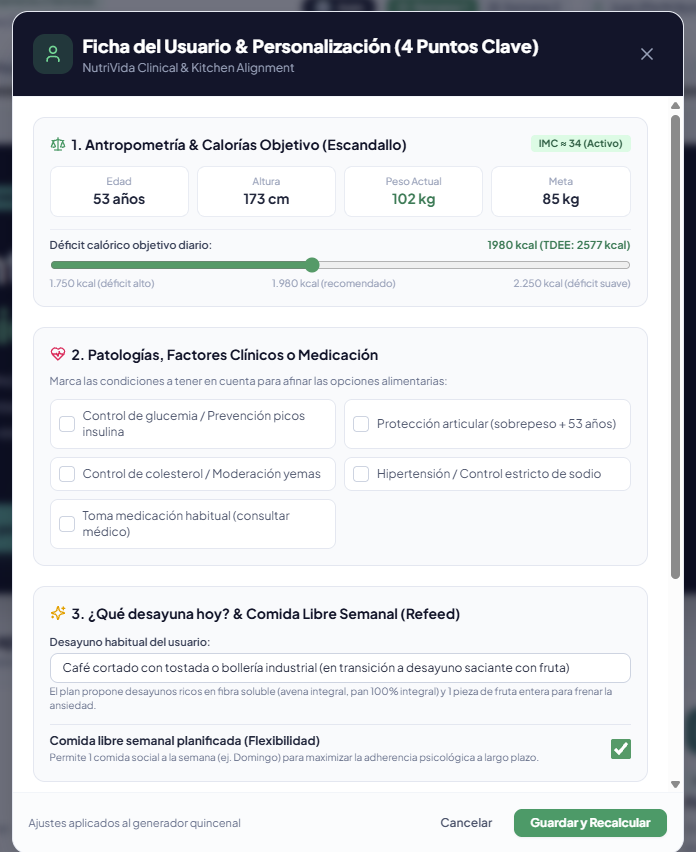 Ficha del Usuario & Personalización (4 Puntos Clave)
NutriVida Clinical & Kitchen Alignment
1. Antropometría & Calorías Objetivo (Escandallo)
IMC ≈ 34 (Activo)
Edad
53 años
Altura
173 cm
Peso Actual
102 kg
Meta
85 kg
Déficit calórico objetivo diario:
1980 kcal (TDEE: 2577 kcal)
1.750 kcal (déficit alto)
1.980 kcal (recomendado)
2.250 kcal (déficit suave)
2. Patologías, Factores Clínicos o Medicación
Marca las condiciones a tener en cuenta para afinar las opciones alimentarias:
Control de glucemia / Prevención picos
insulina
Protección articular (sobrepeso + 53 años)
Control de colesterol / Moderación yemas
Hipertensión / Control estricto de sodio
Toma medicación habitual (consultar
médico)
3. ¿Qué desayuna hoy? & Comida Libre Semanal (Refeed)
Desayuno habitual del usuario:
Café cortado con tostada o bollería industrial (en transición a desayuno saciante con fruta)
El plan propone desayunos ricos en fibra soluble (avena integral, pan 100% integral) y 1 pieza de fruta entera para frenar la
ansiedad.
Comida libre semanal planificada (Flexibilidad)
Permite 1 comida social a la semana (ej. Domingo) para maximizar la adherencia psicológica a largo plazo.
Ajustes aplicados al generador quincenal
Cancelar
Guardar y Recalcular